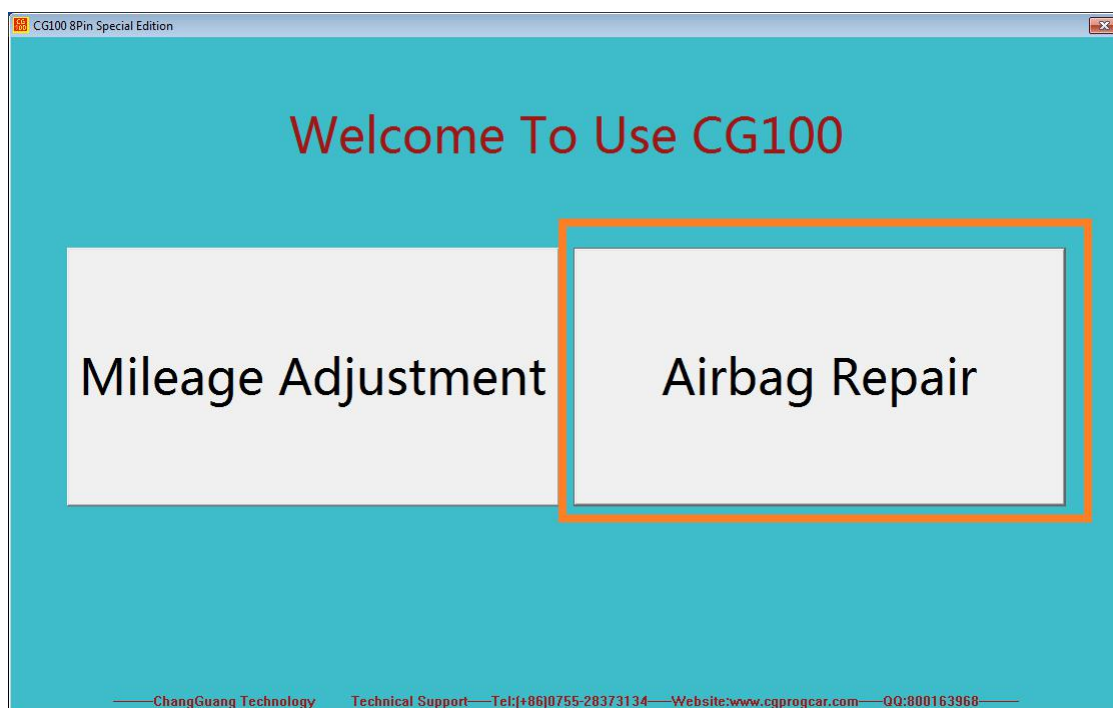 CG100 8Pin Special Edition
Welcome To Use CG100
Mileage Adjustment
Airbag Repair
———ChangGuang Technology Technical Support——Tel:(+86)0755-28373134——Website:www.cgprogcar.com——QQ:800163968———